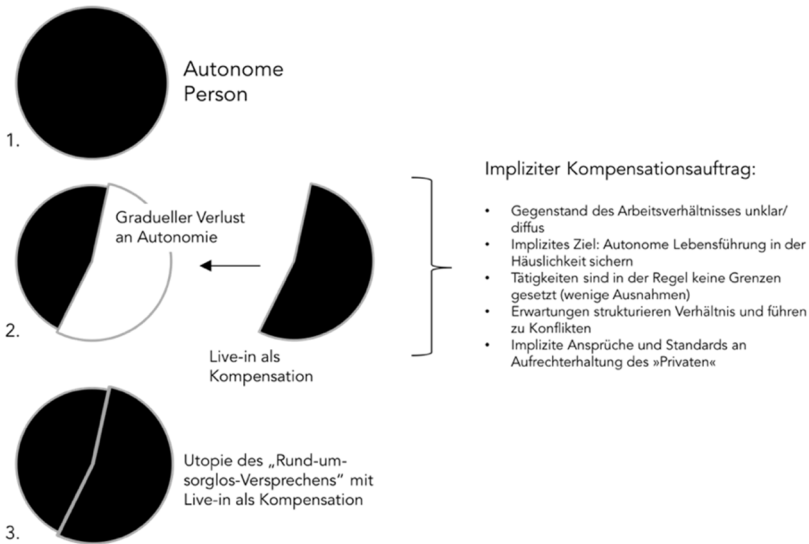 Autonome
Person
1.
Gradueller Verlust
an Autonomie
2.
Live-in als
Kompensation
Impliziter Kompensationsauftrag:
• Gegenstand des Arbeitsverhältnisses unklar/
diffus
• Implizites Ziel: Autonome Lebensführung in der
Häuslichkeit sichern
• Tätigkeiten sind in der Regel keine Grenzen
gesetzt (wenige Ausnahmen)
• Erwartungen strukturieren Verhältnis und führen
zu Konflikten
• Implizite Ansprüche und Standards an
Aufrechterhaltung des »Privaten«
Utopie des „Rund-um-
sorglos-Versprechens" mit
Live-in als Kompensation
3.